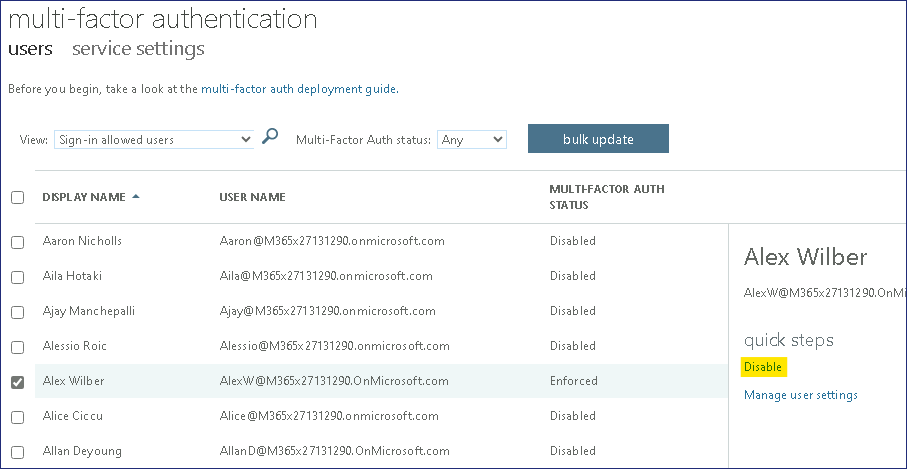 multi-factor authentication
users service settings
Before you begin, take a look at the multi-factor auth deployment guide.
View: Sign-in allowed users Multi-Factor Auth status: Any bulk update
DISPLAY NAME USER NAME MULTI-FACTOR AUTH STATUS
Aaron Nicholls Aaron@M365x27131290.onmicrosoft.com Disabled
Aila Hotaki Aila@M365x27131290.onmicrosoft.com Disabled
Ajay Manchepalli Ajay@M365x27131290.onmicrosoft.com Disabled
Alessio Roic Alessio@M365x27131290.onmicrosoft.com Disabled
Alex Wilber AlexW@M365x27131290.OnMicrosoft.com Enforced
Alice Ciccu Alice@M365x27131290.onmicrosoft.com Disabled
Allan Deyoung AllanD@M365x27131290.OnMicrosoft.com Disabled
Alex Wilber
AlexW@M365x27131290.OnMi
quick steps
Disable
Manage user settings